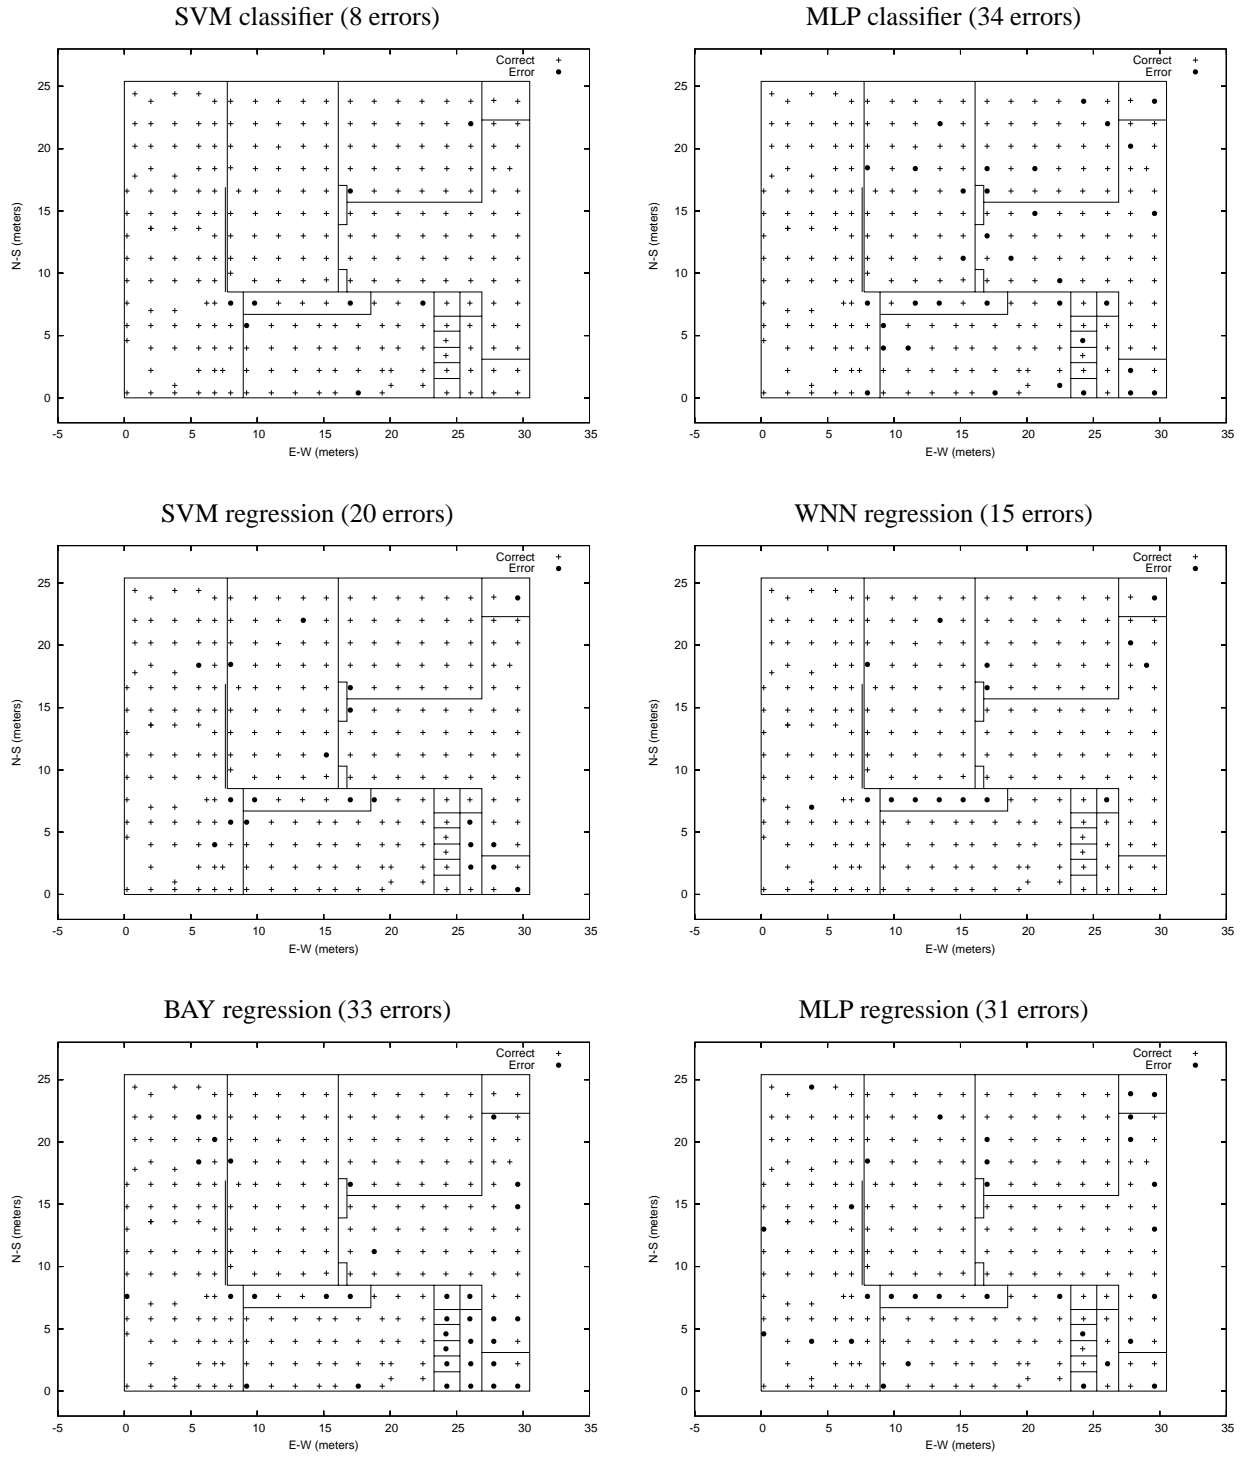 SVM classifier (8 errors)
Correct
Error
25
20
15
10
5
0
N-S (meters)
-5 0 5 10 15 20 25 30 35
E-W (meters)
MLP classifier (34 errors)
Correct
Error
25
20
15
10
5
0
N-S (meters)
-5 0 5 10 15 20 25 30 35
E-W (meters)
SVM regression (20 errors)
Correct
Error
25
20
15
10
5
0
N-S (meters)
-5 0 5 10 15 20 25 30 35
E-W (meters)
WNN regression (15 errors)
Correct
Error
25
20
15
10
5
0
N-S (meters)
-5 0 5 10 15 20 25 30 35
E-W (meters)
BAY regression (33 errors)
Correct
Error
25
20
15
10
5
0
N-S (meters)
-5 0 5 10 15 20 25 30 35
E-W (meters)
MLP regression (31 errors)
Correct
Error
25
20
15
10
5
0
N-S (meters)
-5 0 5 10 15 20 25 30 35
E-W (meters)